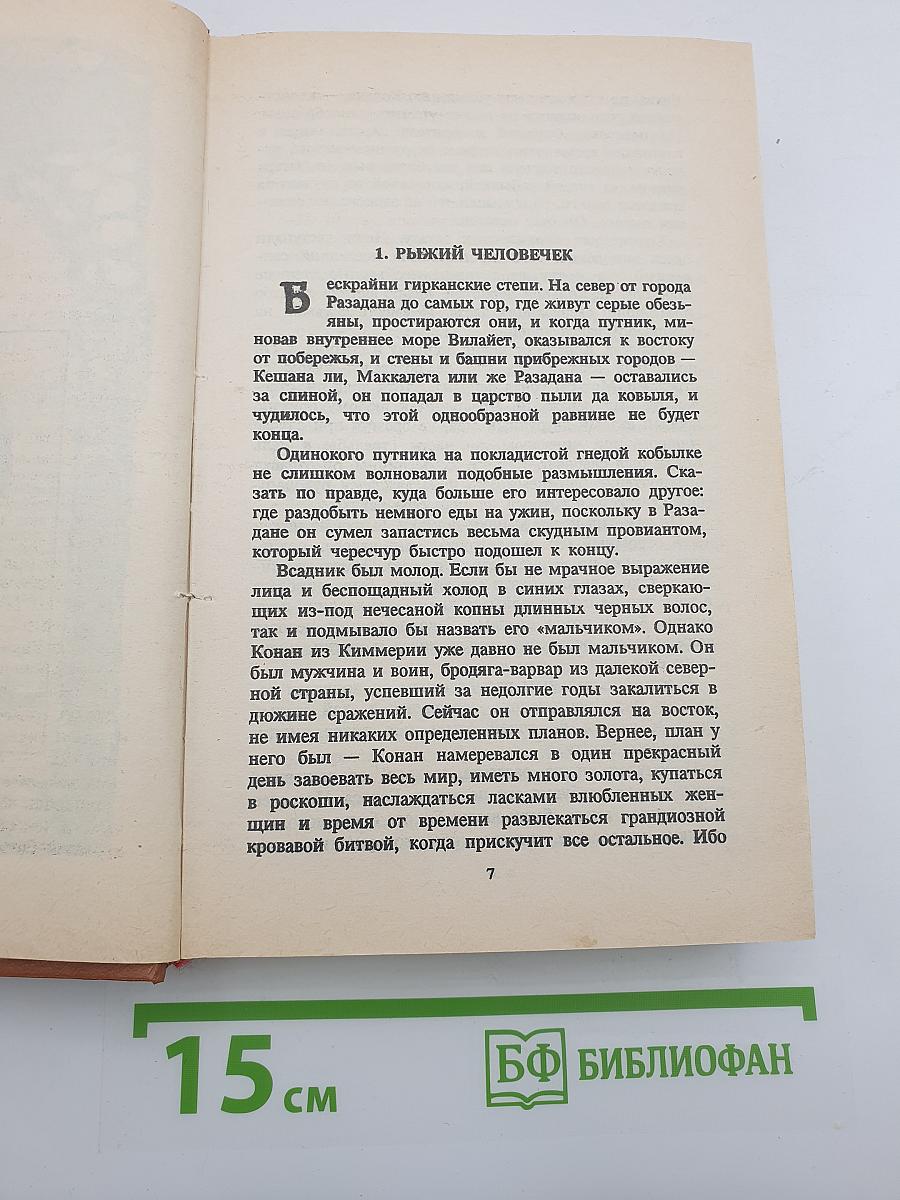 1. РЫЖИЙ ЧЕЛОВЕЧЕК
Бескрайни гирканские степи. На север от города
Разадана до самых гор, где живут серые обезь-
яны, простираются они, и когда путник, ми-
новав внутреннее море Вилайет, оказывался к востоку
от побережья, и стены и башни прибрежных городов —
Кешана ли, Маккалета или же Разадана — оставались
за спиной, он попадал в царство пыли да ковыля, и
чудилось, что этой однообразной равнине не будет
конца.
Одинокого путника на покладистой гнедой кобылке
не слишком волновали подобные размышления. Ска-
зать по правде, куда больше его интересовало другое:
где раздобыть немного еды на ужин, поскольку в Раза-
дане он сумел запастись весьма скудным провиантом,
который чересчур быстро подошел к концу.
Всадник был молод. Если бы не мрачное выражение
лица и беспощадный холод в синих глазах, сверкаю-
щих из-под нечесаной копны длинных черных волос,
так и подмывало бы назвать его «мальчиком». Однако
Конан из Киммерии уже давно не был мальчиком. Он
был мужчина и воин, бродяга-варвар из далекой север-
ной страны, успевший за недолгие годы закалиться в
дюжине сражений. Сейчас он отправлялся на восток,
не имея никаких определенных планов. Вернее, план у
него был — Конан намеревался в один прекрасный
день завоевать весь мир, иметь много золота, купаться
в роскоши, наслаждаться ласками влюбленных жен-
щин и время от времени развлекаться грандиозной
кровавой битвой, когда прискучит все остальное. Ибо
7
15 см
БФ БИБЛИОФАН